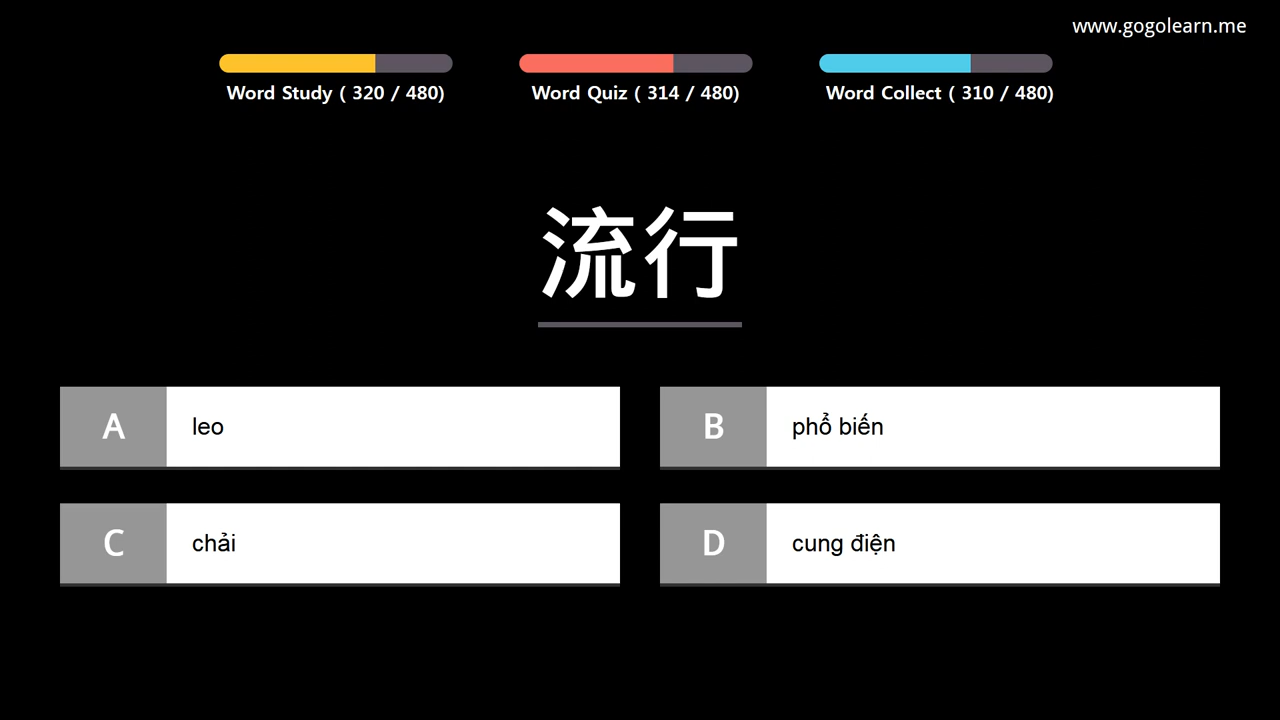 www.gogolearn.me
Word Study ( 320 / 480)
Word Quiz ( 314 / 480)
Word Collect ( 310 / 480)
流行
A
leo
B
phổ biến
C
chải
D
cung điện